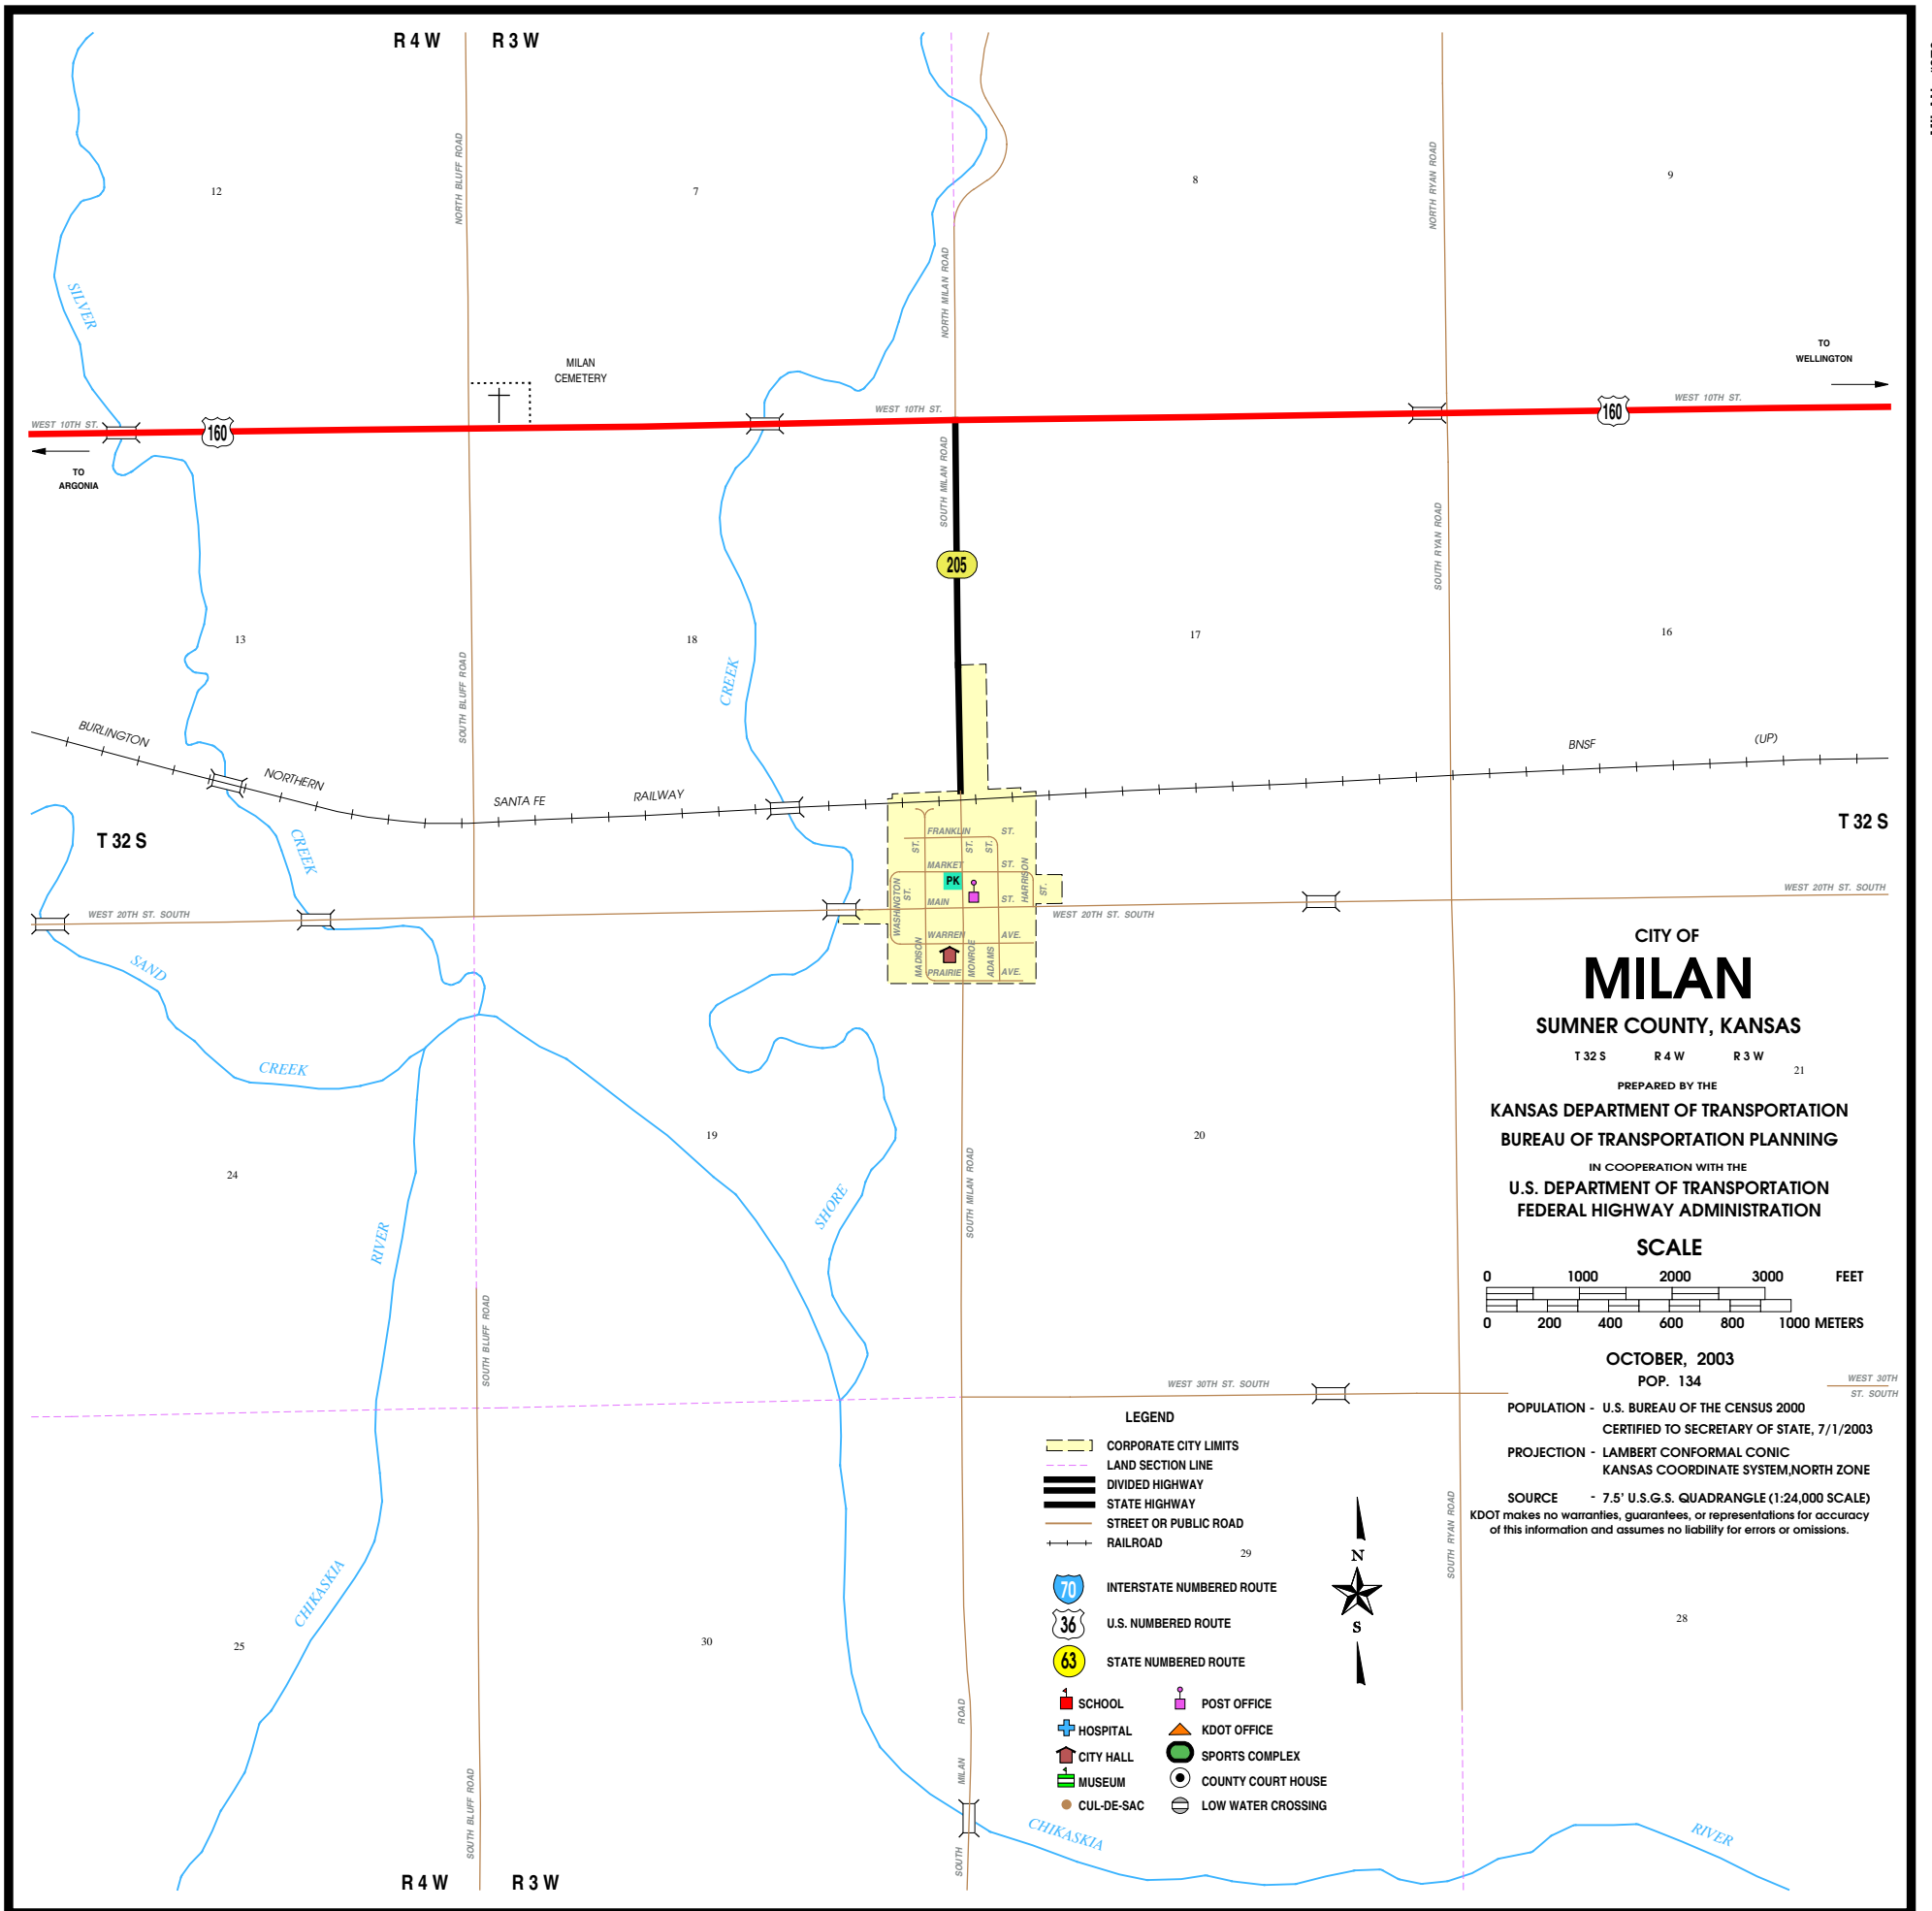 R 4 W
R 3 W
NORTH BLUFF ROAD
NORTH RYAN ROAD
12
7
8
9
NORTH MILAN ROAD
SILVER
MILAN
CEMETERY
TO
WELLINGTON
WEST 10TH ST.
160
WEST 10TH ST.
160
WEST 10TH ST.
TO
ARGONIA
SOUTH MILAN ROAD
SOUTH RYAN ROAD
205
13
18
17
16
CREEK
SOUTH BLUFF ROAD
BURLINGTON
NORTHERN
SANTA FE
RAILWAY
BNSF
(UP)
T 32 S
T 32 S
CREEK
FRANKLIN
ST.
ST.
ST.
ST.
MARKET
ST.
PK
WASHINGTON
ST.
HARRISON
ST.
MAIN
ST.
WEST 20TH ST. SOUTH
WEST 20TH ST. SOUTH
WEST 20TH ST. SOUTH
WARREN
AVE.
MADISON
MONROE
ADAMS
PRAIRIE
AVE.
SAND
CREEK
CITY OF
MILAN
SUMNER COUNTY, KANSAS
T 32 S
R 4 W
R 3 W
21
PREPARED BY THE
KANSAS DEPARTMENT OF TRANSPORTATION
BUREAU OF TRANSPORTATION PLANNING
IN COOPERATION WITH THE
U.S. DEPARTMENT OF TRANSPORTATION
FEDERAL HIGHWAY ADMINISTRATION
19
20
24
SHORE
SOUTH MILAN ROAD
RIVER
SOUTH BLUFF ROAD
SCALE
0 1000 2000 3000 FEET
0 200 400 600 800 1000 METERS
OCTOBER, 2003
POP. 134
WEST 30TH ST. SOUTH
WEST 30TH
ST. SOUTH
POPULATION - U.S. BUREAU OF THE CENSUS 2000
CERTIFIED TO SECRETARY OF STATE, 7/1/2003
PROJECTION - LAMBERT CONFORMAL CONIC
KANSAS COORDINATE SYSTEM,NORTH ZONE
SOURCE - 7.5' U.S.G.S. QUADRANGLE (1:24,000 SCALE)
KDOT makes no warranties, guarantees, or representations for accuracy
of this information and assumes no liability for errors or omissions.
LEGEND
CORPORATE CITY LIMITS
LAND SECTION LINE
DIVIDED HIGHWAY
STATE HIGHWAY
STREET OR PUBLIC ROAD
RAILROAD
29
70 INTERSTATE NUMBERED ROUTE
36 U.S. NUMBERED ROUTE
63 STATE NUMBERED ROUTE
SCHOOL
POST OFFICE
HOSPITAL
KDOT OFFICE
CITY HALL
SPORTS COMPLEX
MUSEUM
COUNTY COURT HOUSE
CUL-DE-SAC
LOW WATER CROSSING
N
S
SOUTH RYAN ROAD
28
CHIKASKIA
25
30
SOUTH MILAN ROAD
SOUTH BLUFF ROAD
CHIKASKIA
RIVER
R 4 W
R 3 W